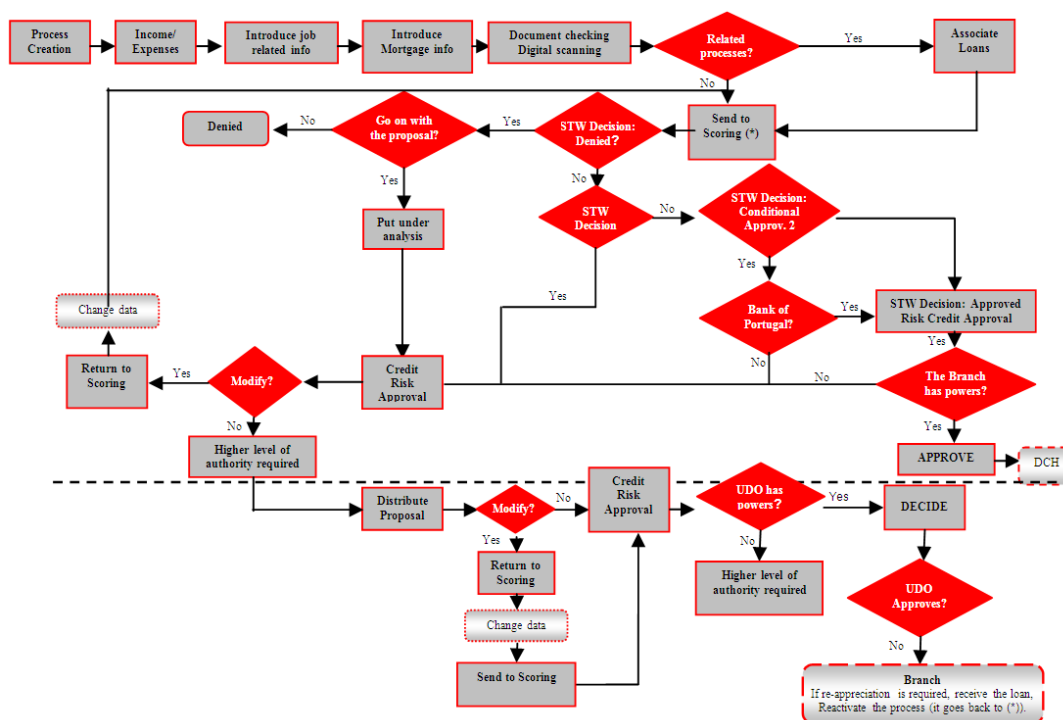 Process
Creation
Income/
Expenses
Introduce job
related info
Introduce
Mortgage info
Document checking
Digital scanning
Related
processes?
Yes
Associate
Loans
No
Denied
No
Go on with
the proposal?
Yes
STW Decision:
Denied?
Send to
Scoring (*)
Yes
No
Put under
analysis
STW
Decision
No
STW Decision:
Conditional
Approv. 2
Yes
Yes
Change data
Bank of
Portugal?
Yes
STW Decision: Approved
Risk Credit Approval
Yes
Return to
Scoring
Yes
Modify?
Credit
Risk
Approval
No
No
The Branch
has powers?
No
Yes
Higher level of
authority required
APPROVE
DCH
Distribute
Proposal
Modify?
No
Credit
Risk
Approval
UDO has
powers?
Yes
DECIDE
Yes
No
Return to
Scoring
Higher level of
authority required
UDO
Approves?
Change data
No
Send to Scoring
Branch
If re-appreciation is required, receive the loan,
Reactivate the process (it goes back to (*)).